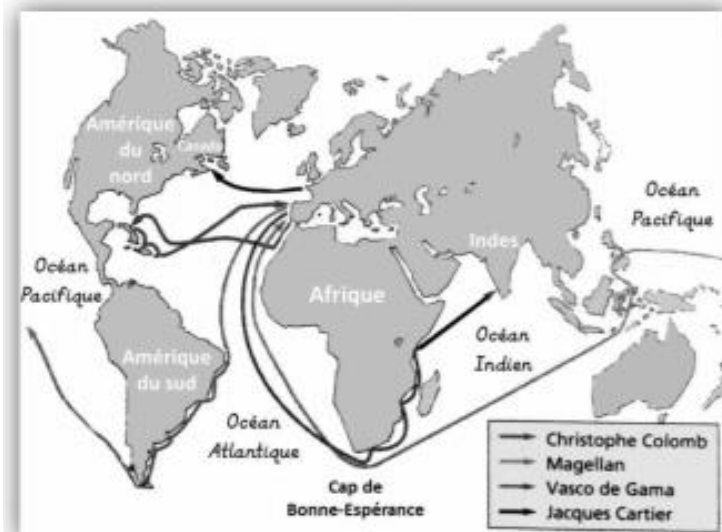 Amérique
du
nord
Canada
Océan
Pacifique
Indes
Océan
Pacifique
Afrique
Océan
Indien
Amérique
du sud
Océan
Atlantique
Cap de
Bonne-Espérance
Christophe Colomb
Magellan
Vasco de Gama
Jacques Cartier